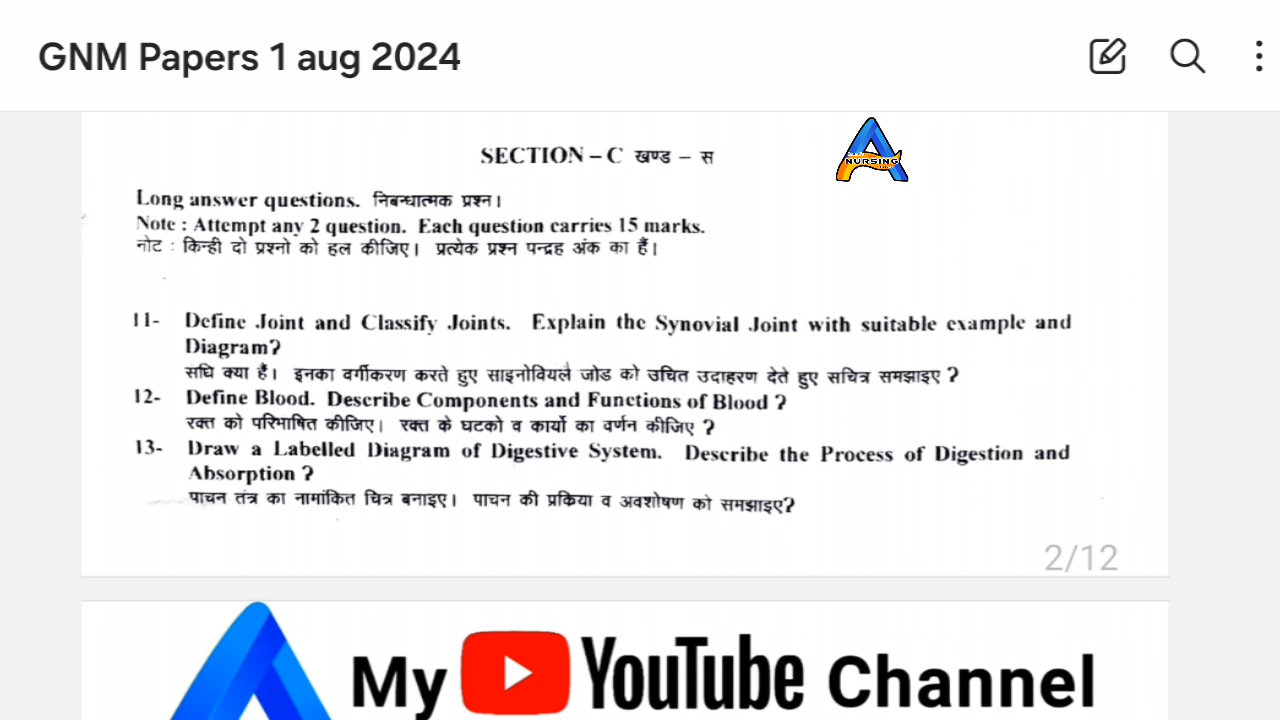 GNM Papers 1 aug 2024
NURSING
SECTION – C खण्ड – स
Long answer questions. निबन्धात्मक प्रश्न।
Note : Attempt any 2 question. Each question carries 15 marks.
नोट : किन्ही दो प्रश्नो को हल कीजिए। प्रत्येक प्रश्न पन्द्रह अंक का हैं।
11- Define Joint and Classify Joints. Explain the Synovial Joint with suitable example and
Diagram?
सधि क्या हैं। इनका वर्गीकरण करते हुए साइनोवियले जोड को उचित उदाहरण देते हुए सचित्र समझाइए ?
12- Define Blood. Describe Components and Functions of Blood ?
रक्त को परिभाषित कीजिए। रक्त के घटको व कार्यो का वर्णन कीजिए ?
13- Draw a Labelled Diagram of Digestive System. Describe the Process of Digestion and
Absorption ?
पाचन तंत्र का नामांकित चित्र बनाइए। पाचन की प्रकिया व अवशोषण को समझाइए?
2/12
My YouTube Channel